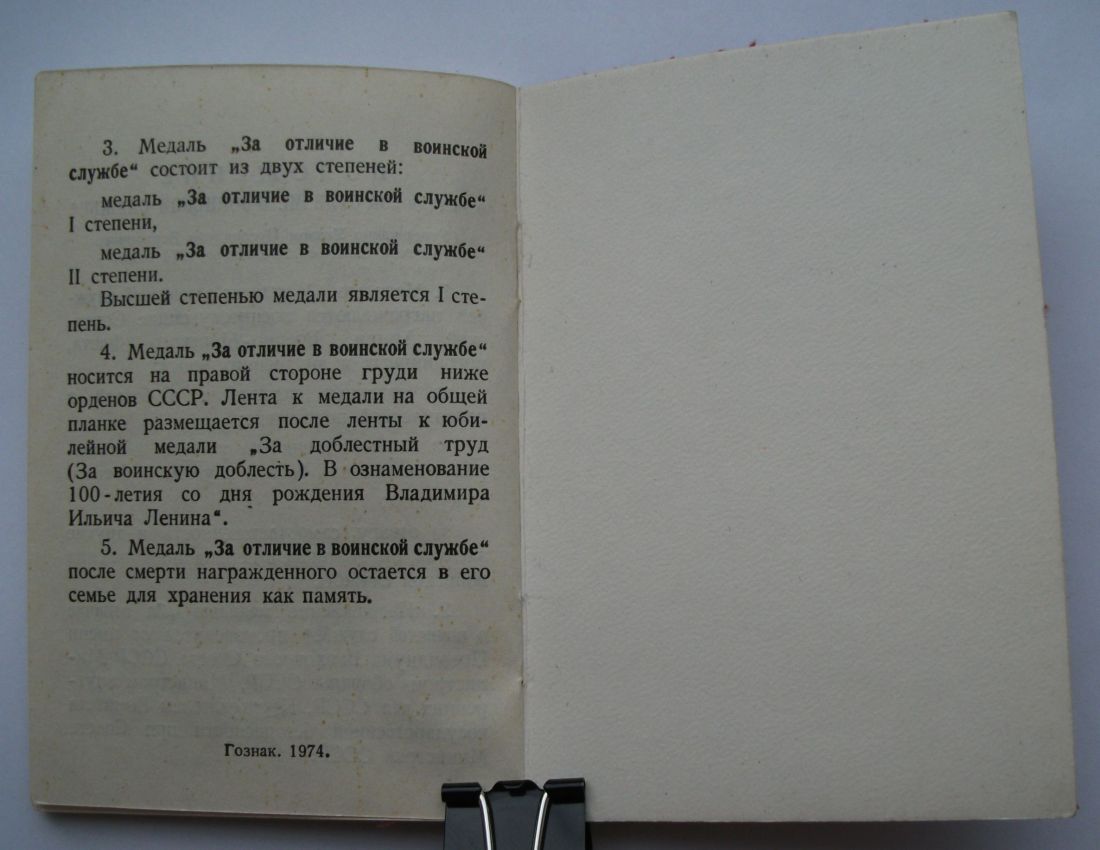 3. Медаль „За отличие в воинской
службе“ состоит из двух степеней:
медаль „За отличие в воинской службе“
I степени,
медаль „За отличие в воинской службе“
II степени.
Высшей степенью медали является I сте-
пень.
4. Медаль „За отличие в воинской службе“
носится на правой стороне груди ниже
орденов СССР. Лента к медали на общей
планке размещается после ленты к юби-
лейной медали „За доблестный труд
(За воинскую доблесть). В ознаменование
100-летия со дня рождения Владимира
Ильича Ленина“.
5. Медаль „За отличие в воинской службе“
после смерти награжденного остается в его
семье для хранения как память.
Гознак. 1974.